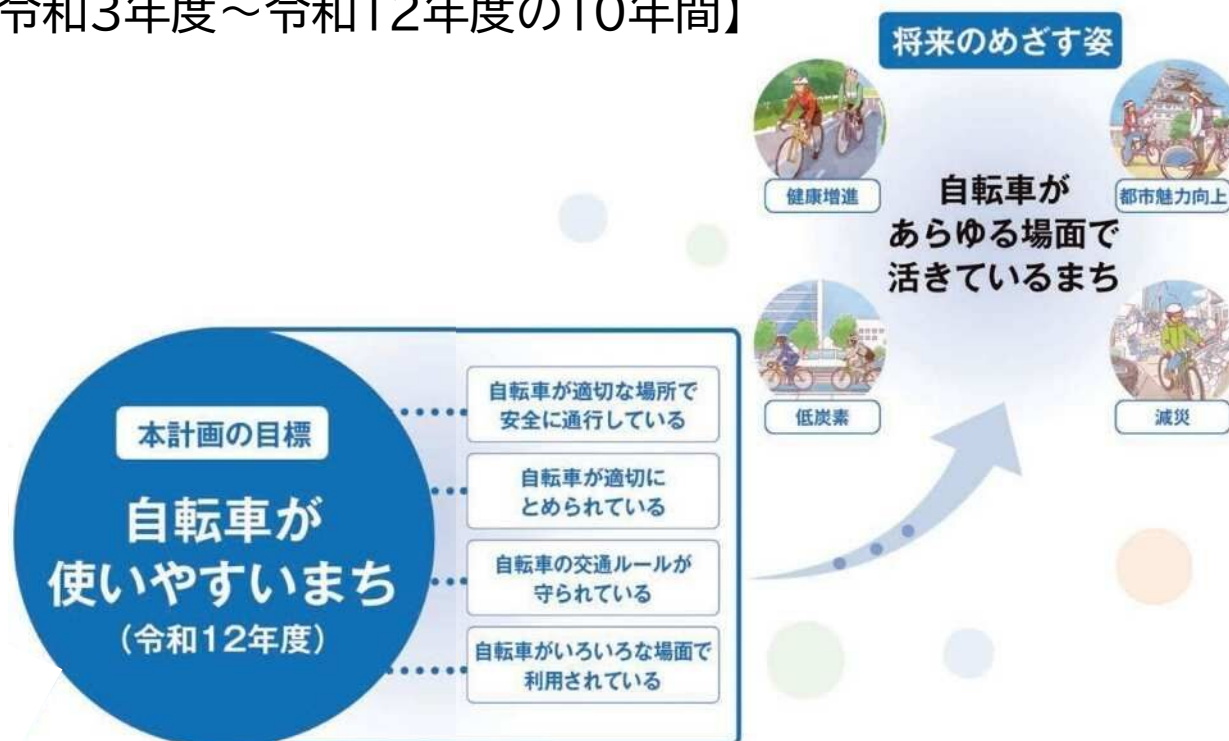 令和3年度～令和12年度の10年間】
将来のめざす姿
健康増進
都市魅力向上
自転車が
あらゆる場面で
活きているまち
低炭素
減災
本計画の目標
自転車が
使いやすいまち
（令和12年度）
自転車が適切な場所で
安全に通行している
自転車が適切に
とめられている
自転車の交通ルールが
守られている
自転車がいろいろな場面で
利用されている